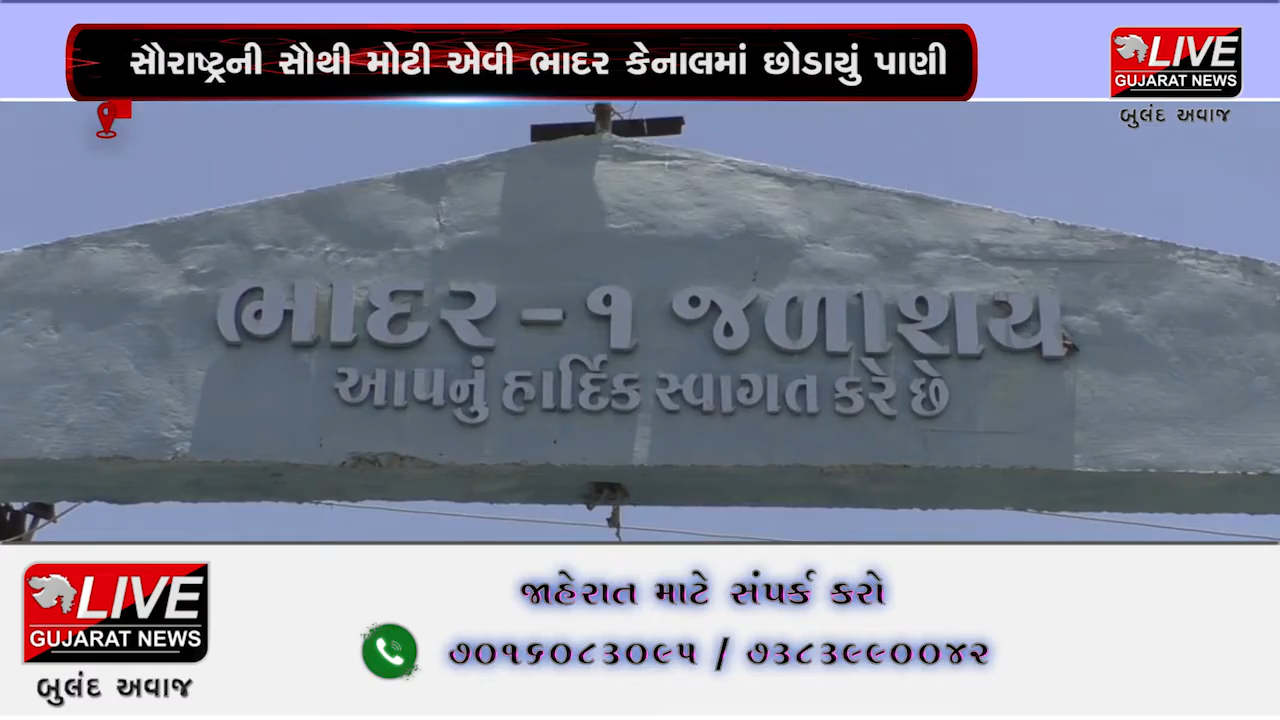 સૌરાષ્ટ્રની સૌથી મોટી એવી ભાદર કેનાલમાં છોડાયું પાણી
LIVE
GUJARAT NEWS
બુલંદ અવાજ
ભાદર - ૧ જળાશય
આપનું હાર્દિક સ્વાગત કરે છે
LIVE
GUJARAT NEWS
બુલંદ અવાજ
જાહેરાત માટે સંપર્ક કરો
૭૦૧૬૦૮૩૦૯૫ / ૭૩૮૩૯૯૦૦૪૨